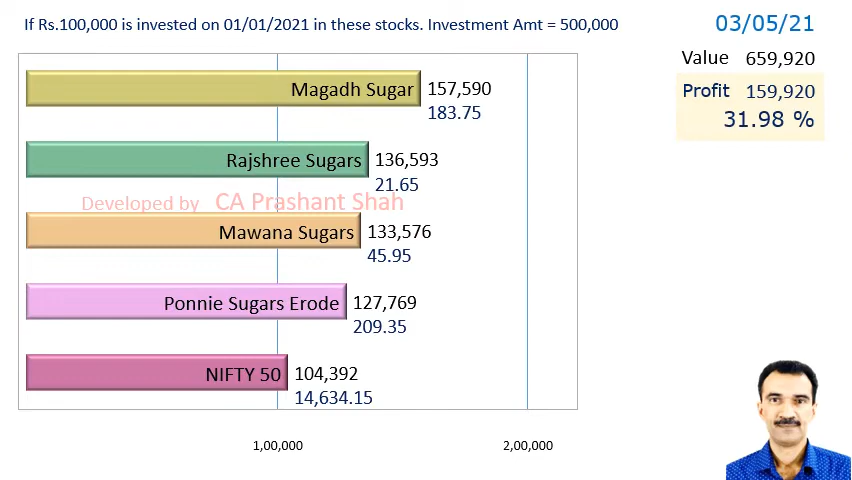 If Rs.100,000 is invested on 01/01/2021 in these stocks. Investment Amt = 500,000
03/05/21
Value 659,920
Profit 159,920
31.98 %
Magadh Sugar 157,590
183.75
Rajshree Sugars 136,593
21.65
Developed by CA Prashant Shah
Mawana Sugars 133,576
45.95
Ponnie Sugars Erode 127,769
209.35
NIFTY 50 104,392
14,634.15
1,00,000 2,00,000